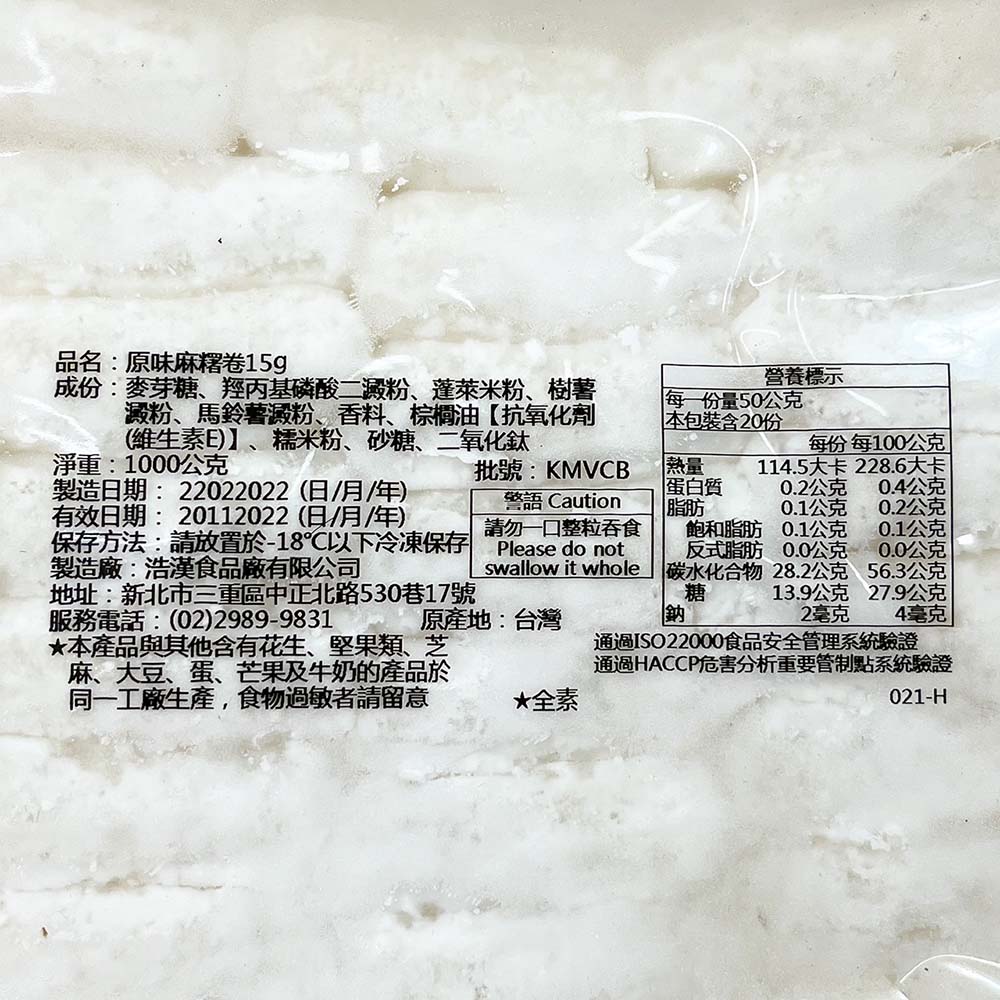 品名：原味麻糬卷15g
成份：麥芽糖、羥丙基磷酸二澱粉、蓬萊米粉、樹薯
澱粉、馬鈴薯澱粉、香料、棕櫚油【抗氧化劑
(維生素E)】、糯米粉、砂糖、二氧化鈦
淨重：1000公克
批號：KMVCB
製造日期： 22022022 (日/月/年)
有效日期： 20112022 (日/月/年)
保存方法：請放置於-18℃以下冷凍保存
製造廠：浩漢食品廠有限公司
地址：新北市三重區中正北路530巷17號
服務電話：(02)2989-9831 原產地：台灣
★本產品與其他含有花生、堅果類、芝
麻、大豆、蛋、芒果及牛奶的產品於
同一工廠生產，食物過敏者請留意
★全素
警語 Caution
請勿一口整粒吞食
Please do not
swallow it whole
營養標示
每一份量50公克
本包裝含20份
每份 每100公克
熱量 114.5大卡 228.6大卡
蛋白質 0.2公克 0.4公克
脂肪 0.1公克 0.2公克
飽和脂肪 0.1公克 0.1公克
反式脂肪 0.0公克 0.0公克
碳水化合物 28.2公克 56.3公克
糖 13.9公克 27.9公克
鈉 2毫克 4毫克
通過ISO22000食品安全管理系統驗證
通過HACCP危害分析重要管制點系統驗證
021-H